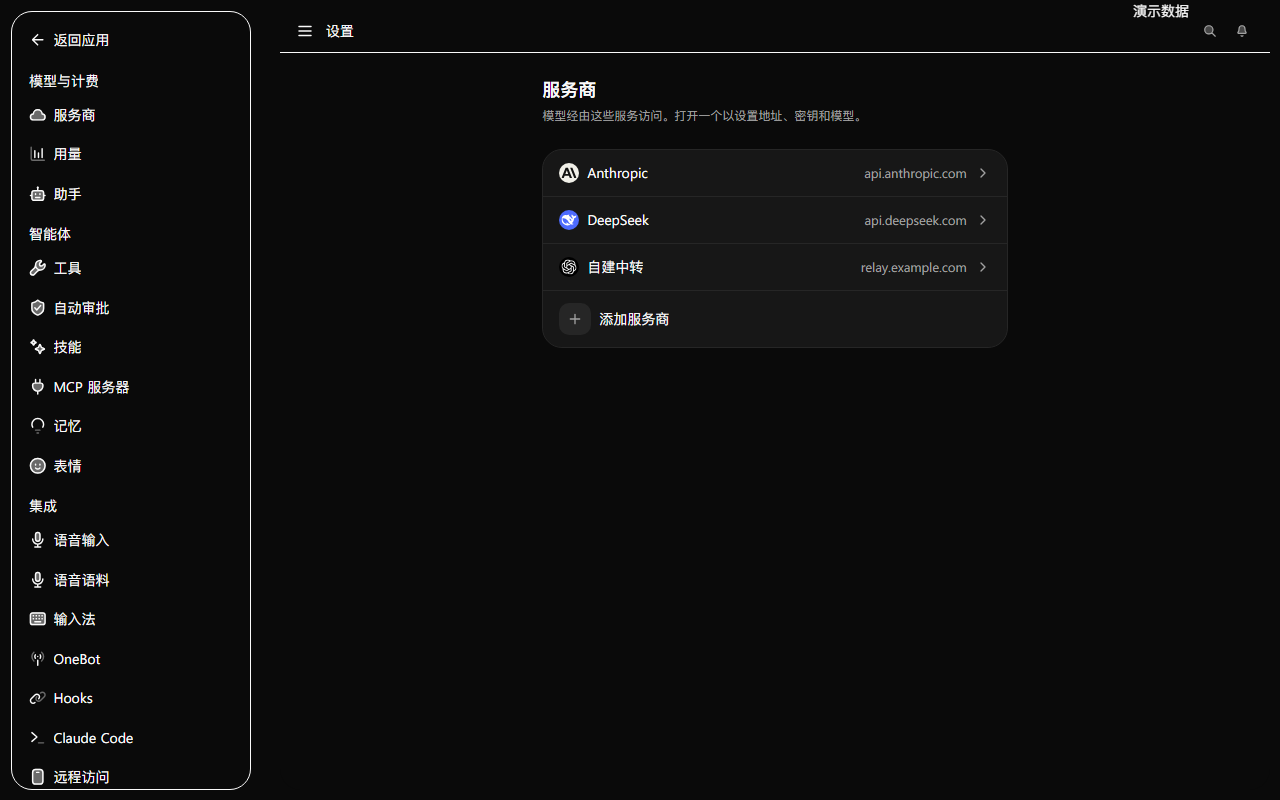 返回应用
模型与计费
服务商
用量
助手
智能体
工具
自动审批
技能
MCP 服务器
记忆
表情
集成
语音输入
语音语料
输入法
OneBot
Hooks
Claude Code
远程访问
设置
演示数据
服务商
模型经由这些服务访问。打开一个以设置地址、密钥和模型。
Anthropic api.anthropic.com
DeepSeek api.deepseek.com
自建中转 relay.example.com
添加服务商